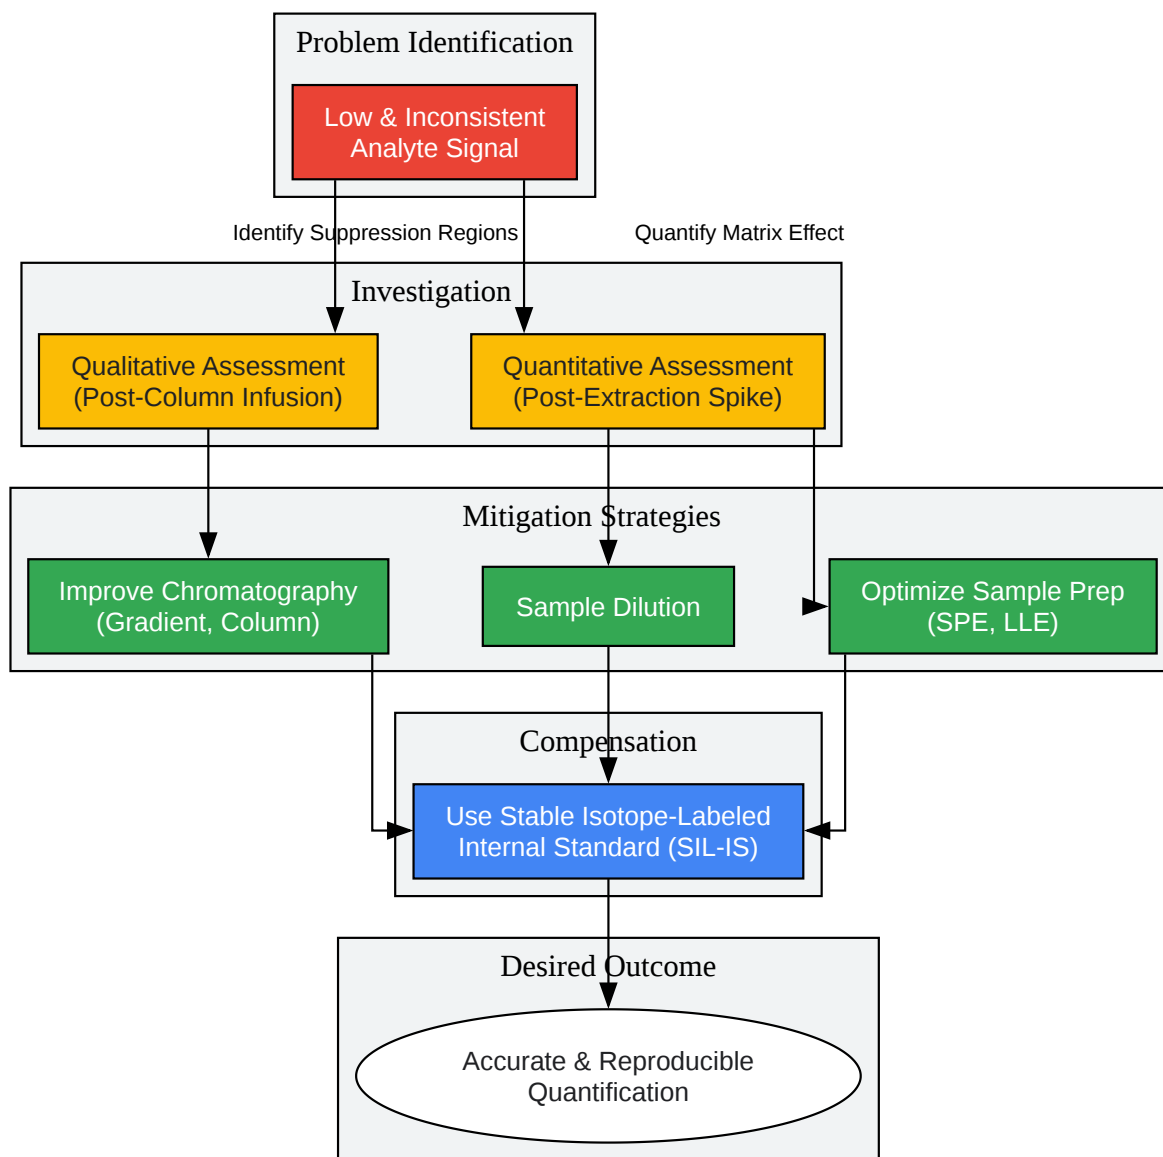 Problem Identification
Low & Inconsistent
Analyte Signal
Identify Suppression Regions
Quantify Matrix Effect
Investigation
Qualitative Assessment
(Post-Column Infusion)
Quantitative Assessment
(Post-Extraction Spike)
Mitigation Strategies
Improve Chromatography
(Gradient, Column)
Sample Dilution
Optimize Sample Prep
(SPE, LLE)
Compensation
Use Stable Isotope-Labeled
Internal Standard (SIL-IS)
Desired Outcome
Accurate & Reproducible
Quantification